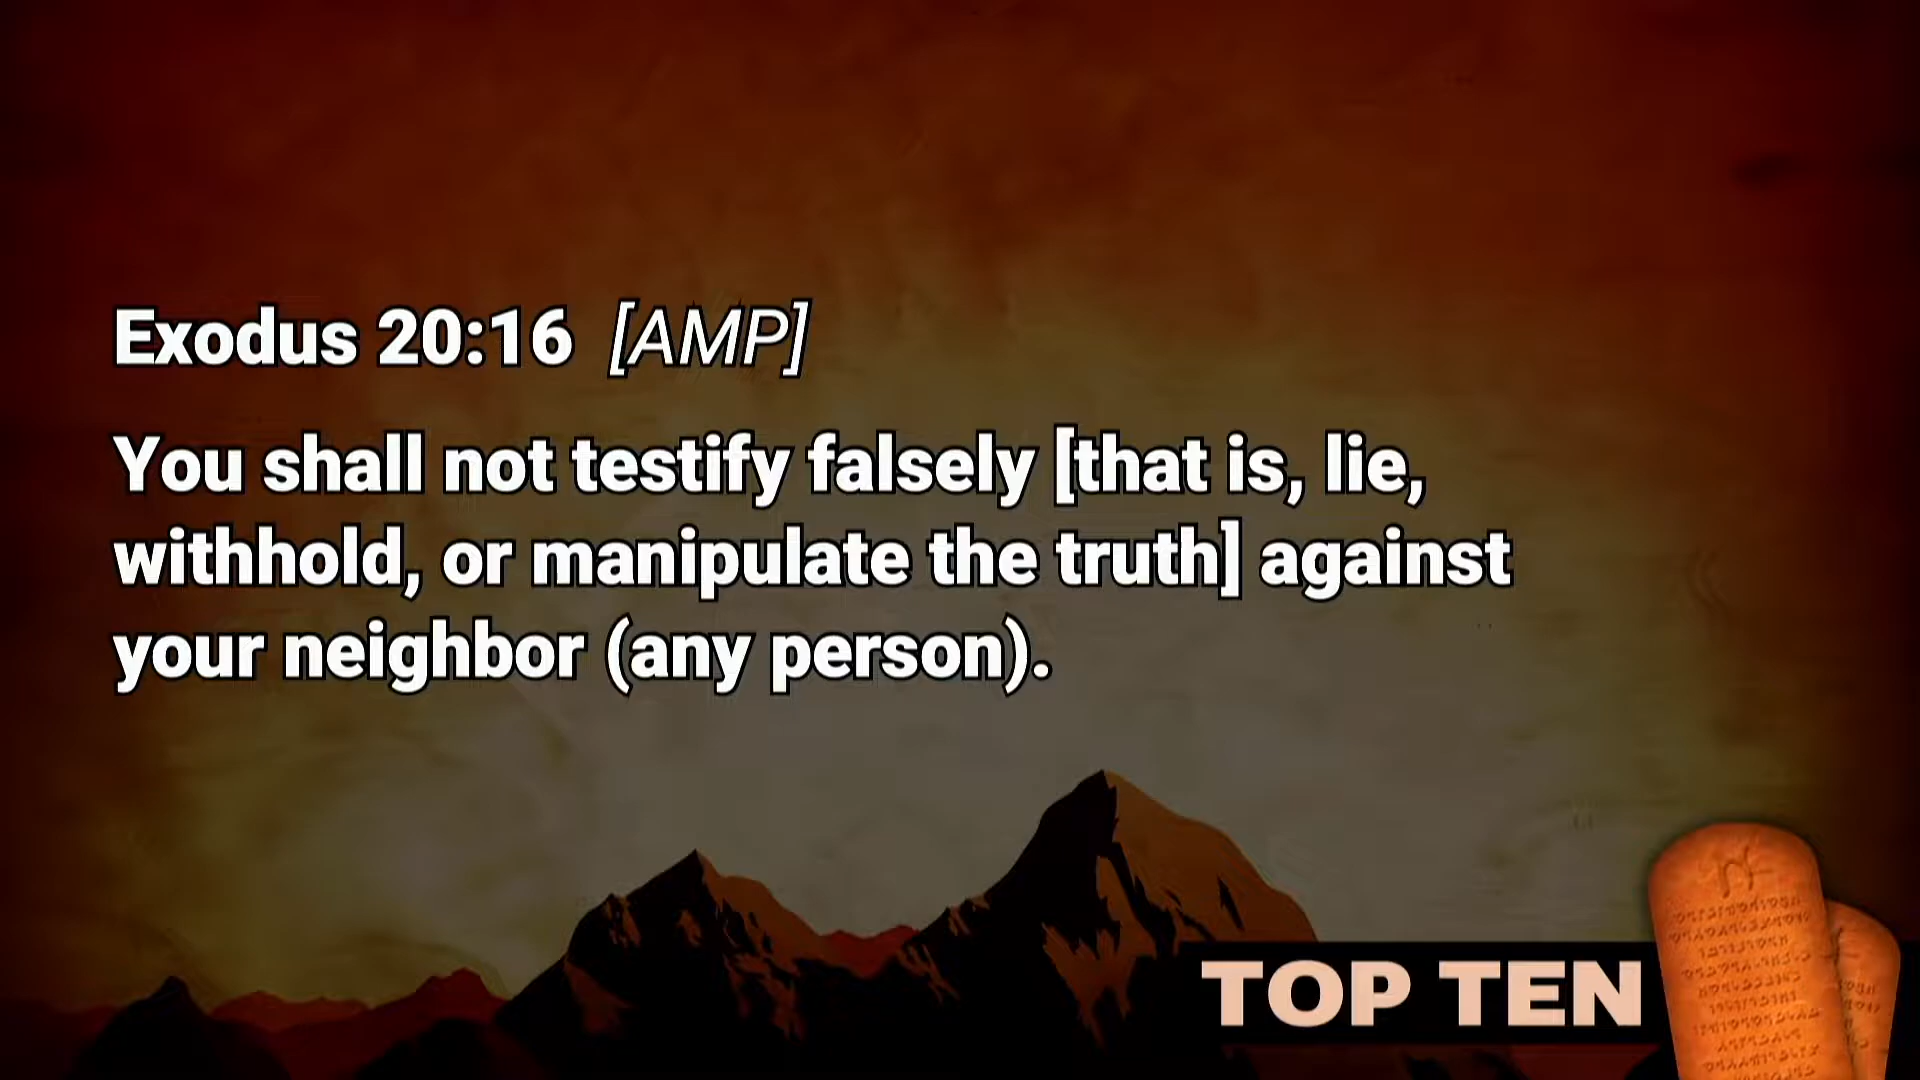 Exodus 20:16 [AMP]
You shall not testify falsely [that is, lie,
withhold, or manipulate the truth] against
your neighbor (any person).
TOP TEN